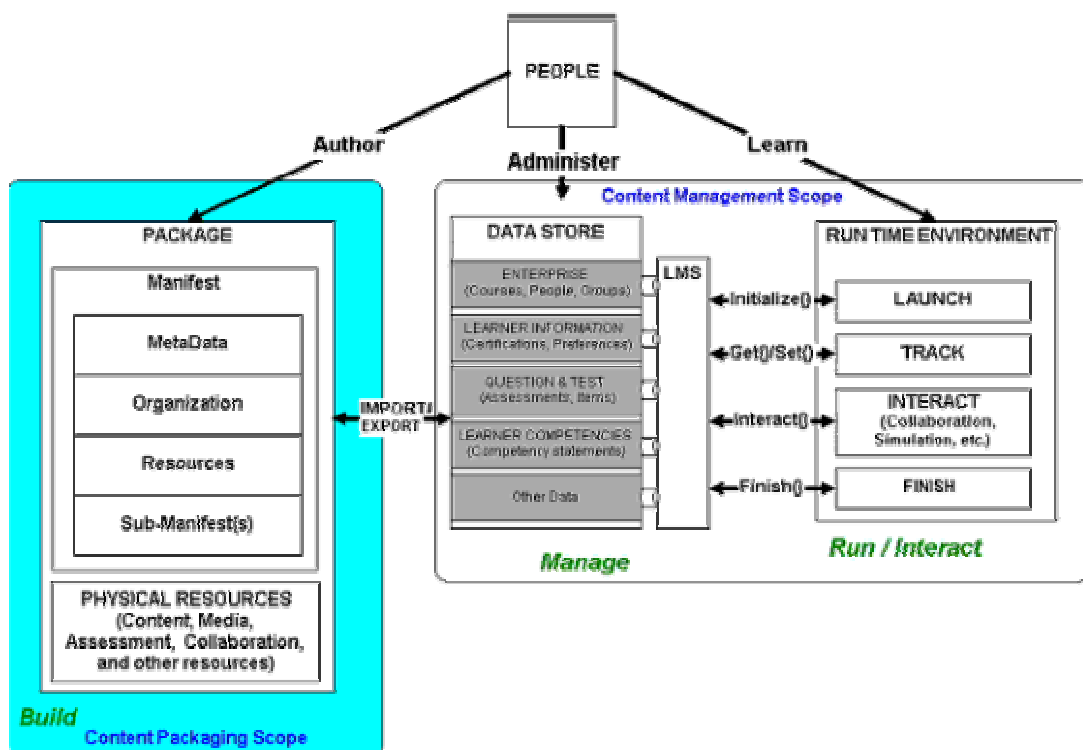 PEOPLE
Author
Administer
Learn
Content Management Scope
PACKAGE
Manifest
MetaData
Organization
Resources
Sub-Manifest(s)
PHYSICAL RESOURCES
(Content, Media,
Assessment, Collaboration,
and other resources)
Build
Content Packaging Scope
IMPORT/
EXPORT
DATA STORE
ENTERPRISE
(Courses, People, Groups)
LEARNER INFORMATION
(Certifications, Preferences)
QUESTION & TEST
(Assessments, Items)
LEARNER COMPETENCIES
(Competency statements)
Other Data
LMS
Manage
Initialize()
Get()/Set()
Interact()
Finish()
RUN TIME ENVIRONMENT
LAUNCH
TRACK
INTERACT
(Collaboration,
Simulation, etc.)
FINISH
Run / Interact